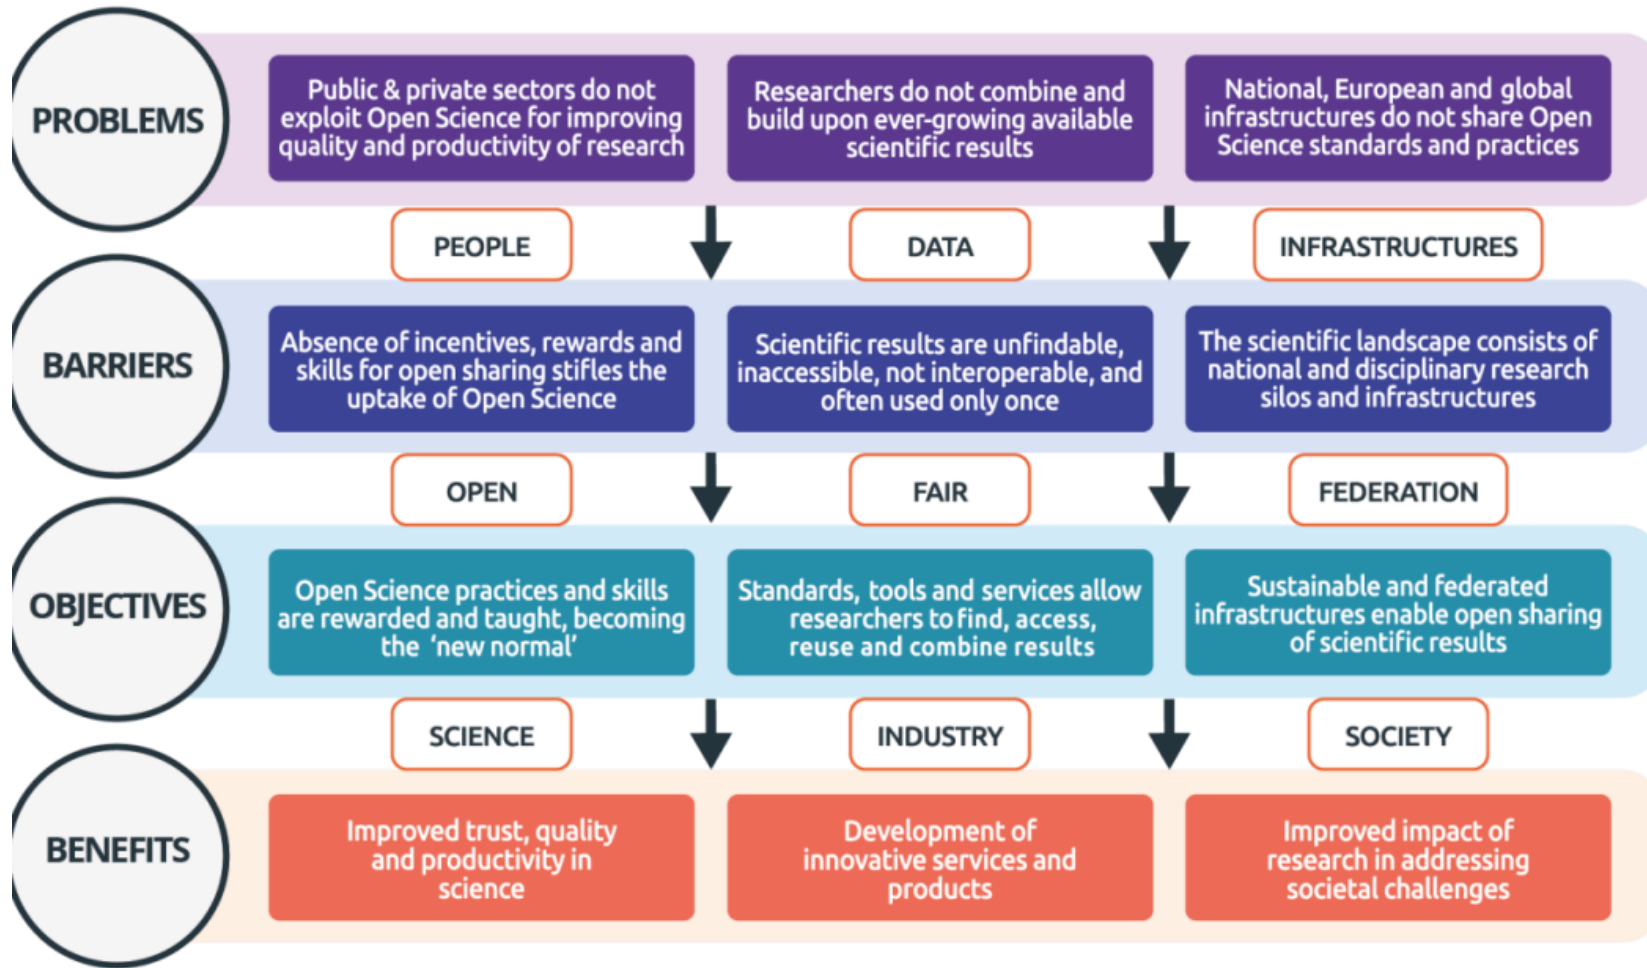 PROBLEMS
Public & private sectors do not
exploit Open Science for improving
quality and productivity of research
Researchers do not combine and
build upon ever-growing available
scientific results
National, European and global
infrastructures do not share Open
Science standards and practices
PEOPLE
DATA
INFRASTRUCTURES
BARRIERS
Absence of incentives, rewards and
skills for open sharing stifles the
uptake of Open Science
Scientific results are unfindable,
inaccessible, not interoperable, and
often used only once
The scientific landscape consists of
national and disciplinary research
silos and infrastructures
OPEN
FAIR
FEDERATION
OBJECTIVES
Open Science practices and skills
are rewarded and taught, becoming
the ‘new normal’
Standards, tools and services allow
researchers to find, access,
reuse and combine results
Sustainable and federated
infrastructures enable open sharing
of scientific results
SCIENCE
INDUSTRY
SOCIETY
BENEFITS
Improved trust, quality
and productivity in
science
Development of
innovative services and
products
Improved impact of
research in addressing
societal challenges